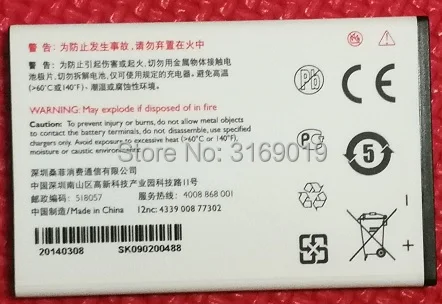 警告：为防止发生事故，请勿弃置在火中
警告：为防止引起伤害或起火，切勿用金属物体接触电
池极片，切勿拆解电池，仅可使用规定的充电器。避免高温
(>60℃或140℉)、潮湿或腐蚀性环境。
WARNING: May explode if disposed of in fire
Caution: To prevent injury or burns, do not allow metal objects
to contact the battery terminals, do not disassemble, use specified
charger only. Avoid exposure to excessive heat (>60°C or 140°F),
moisture or caustic environment
深圳桑菲消费通信有限公司
中国深圳南山区高新科技产业园科技路11号
邮政编码：518057 服务热线：4008 868 001
中国制造/Made in China 12nc: 4339 008 77302
20140308 SK090200488
Pb
CE
PG
5
Store No: 3169019